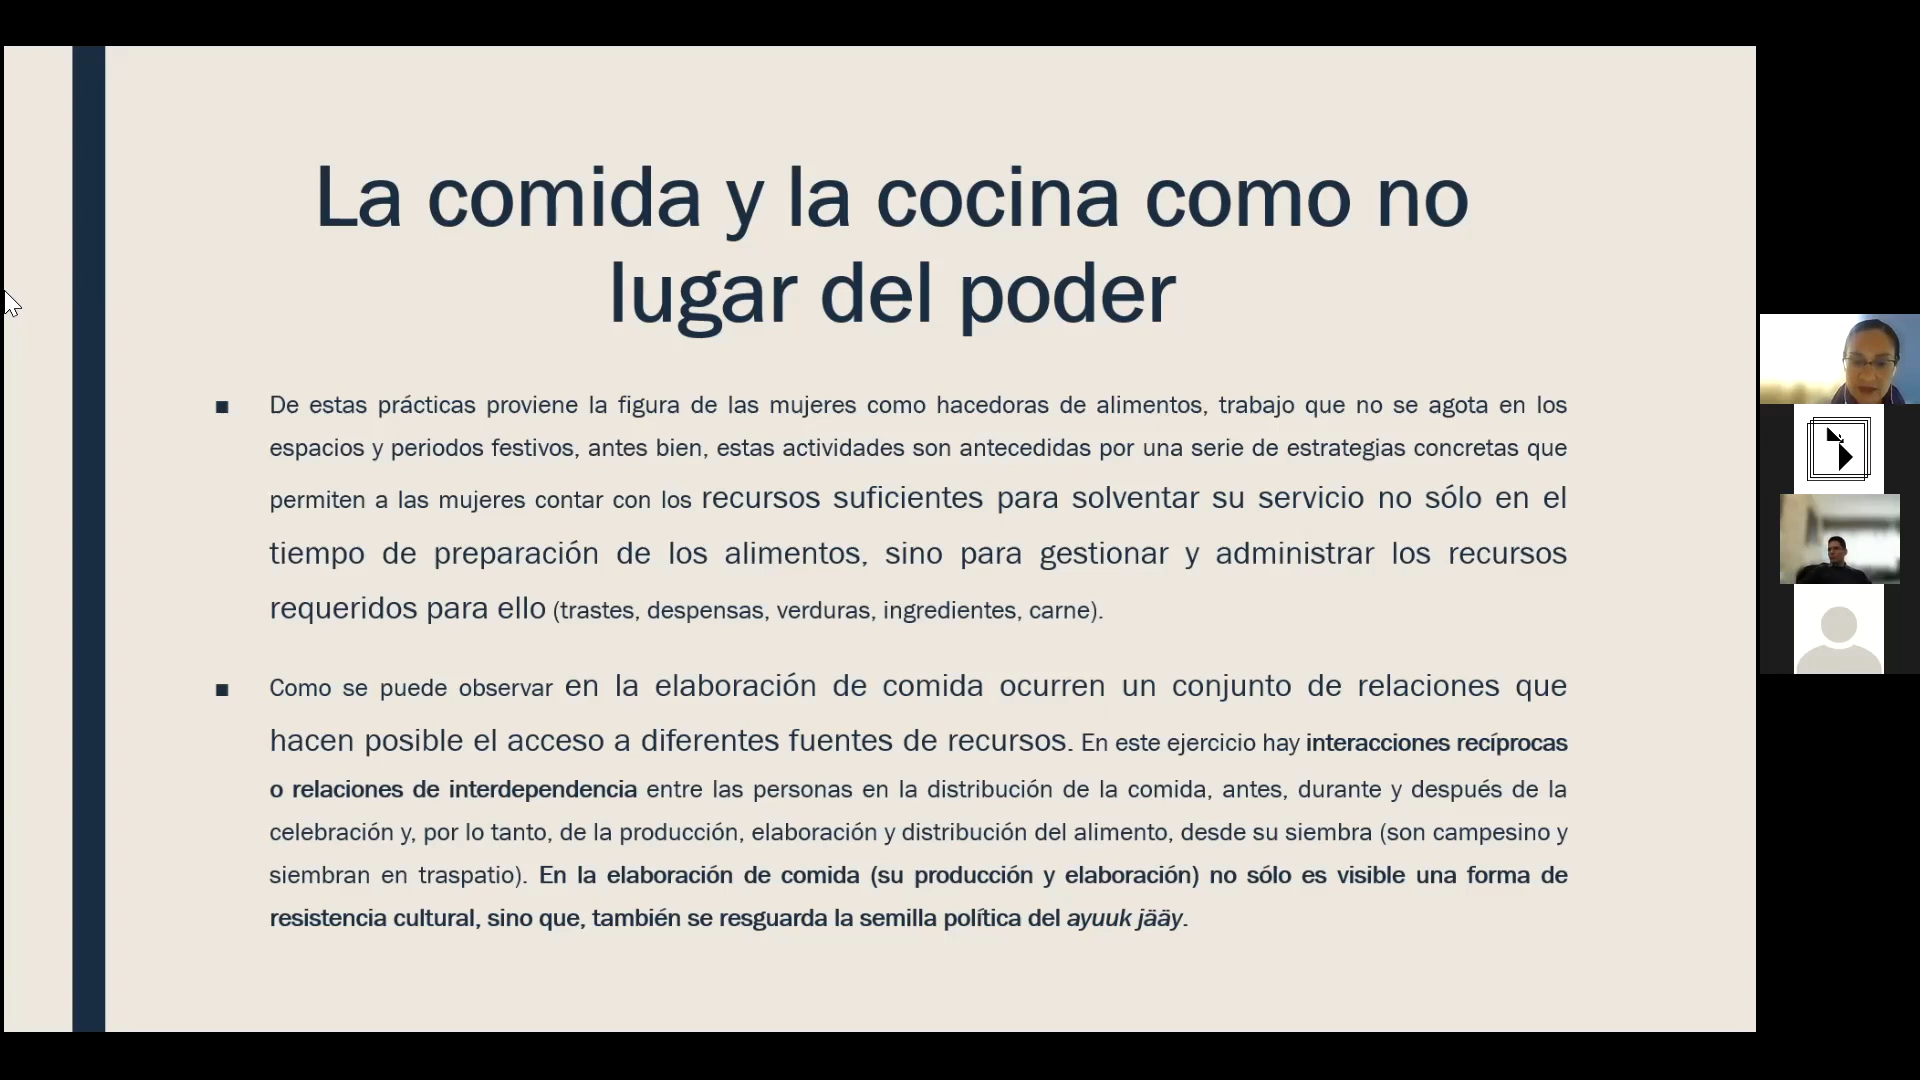 La comida y la cocina como no
lugar del poder
■ De estas prácticas proviene la figura de las mujeres como hacedoras de alimentos, trabajo que no se agota en los
espacios y periodos festivos, antes bien, estas actividades son antecedidas por una serie de estrategias concretas que
permiten a las mujeres contar con los recursos suficientes para solventar su servicio no sólo en el
tiempo de preparación de los alimentos, sino para gestionar y administrar los recursos
requeridos para ello (trastes, despensas, verduras, ingredientes, carne).
■ Como se puede observar en la elaboración de comida ocurren un conjunto de relaciones que
hacen posible el acceso a diferentes fuentes de recursos. En este ejercicio hay interacciones recíprocas
o relaciones de interdependencia entre las personas en la distribución de la comida, antes, durante y después de la
celebración y, por lo tanto, de la producción, elaboración y distribución del alimento, desde su siembra (son campesino y
siembran en traspatio). En la elaboración de comida (su producción y elaboración) no sólo es visible una forma de
resistencia cultural, sino que, también se resguarda la semilla política del ayuuk jääy.